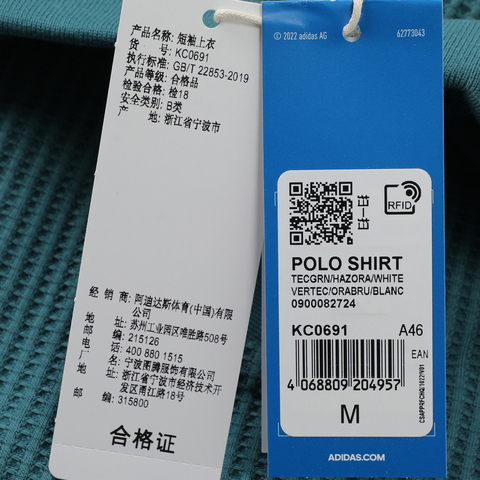 产品名称: 短袖上衣
货 号: KC0691
执行标准: GB/T 22853-2019
产品等级: 合格品
检验合格: 检18
安全类别: B类
产 地: 浙江省宁波市
经 销 商: 阿迪达斯体育(中国)有限
公司
地 址: 苏州工业园区唯胜路508号
邮 编: 215126
电 话: 400 880 1515
制 造 商: 宁波图腾服饰有限公司
地 址: 浙江省宁波市经济技术开
发区甬江路18号
邮 编: 315800
合格证
© 2022 adidas AG
62773043
RFID
POLO SHIRT
TECGRN/HAZORA/WHITE
VERTEC/ORABRU/BLANC
0900082724
KC0691 A46
EAN
4 068809 204957
M
ADIDAS.COM